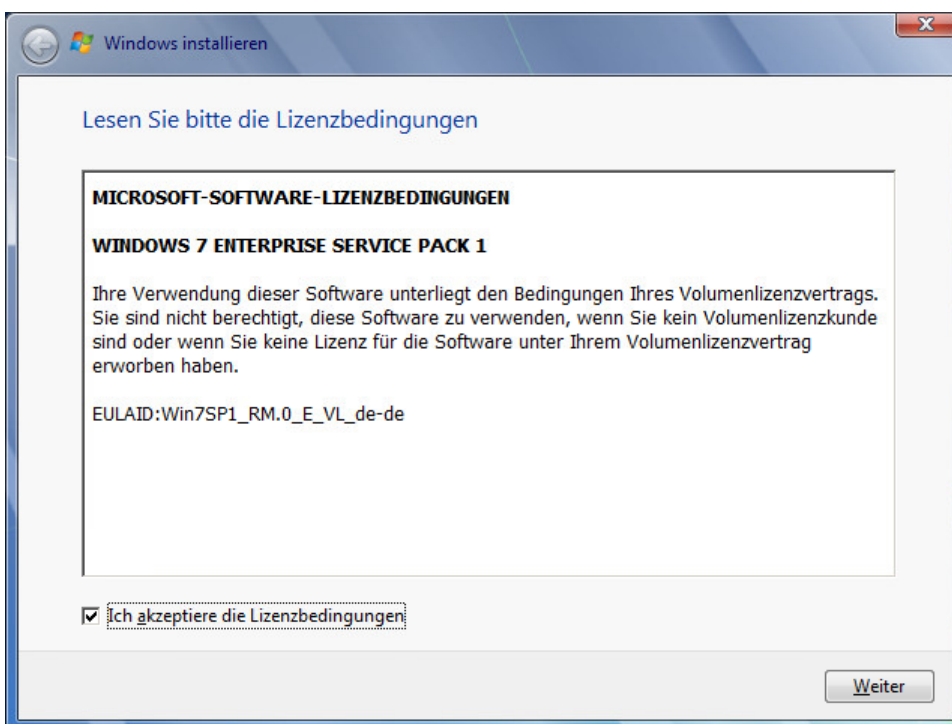 Windows installieren
Lesen Sie bitte die Lizenzbedingungen
MICROSOFT-SOFTWARE-LIZENZBEDINGUNGEN
WINDOWS 7 ENTERPRISE SERVICE PACK 1
Ihre Verwendung dieser Software unterliegt den Bedingungen Ihres Volumenlizenzvertrags.
Sie sind nicht berechtigt, diese Software zu verwenden, wenn Sie kein Volumenlizenzkunde
sind oder wenn Sie keine Lizenz für die Software unter Ihrem Volumenlizenzvertrag
erworben haben.
EULAID:Win7SP1_RM.0_E_VL_de-de
Ich akzeptiere die Lizenzbedingungen
Weiter